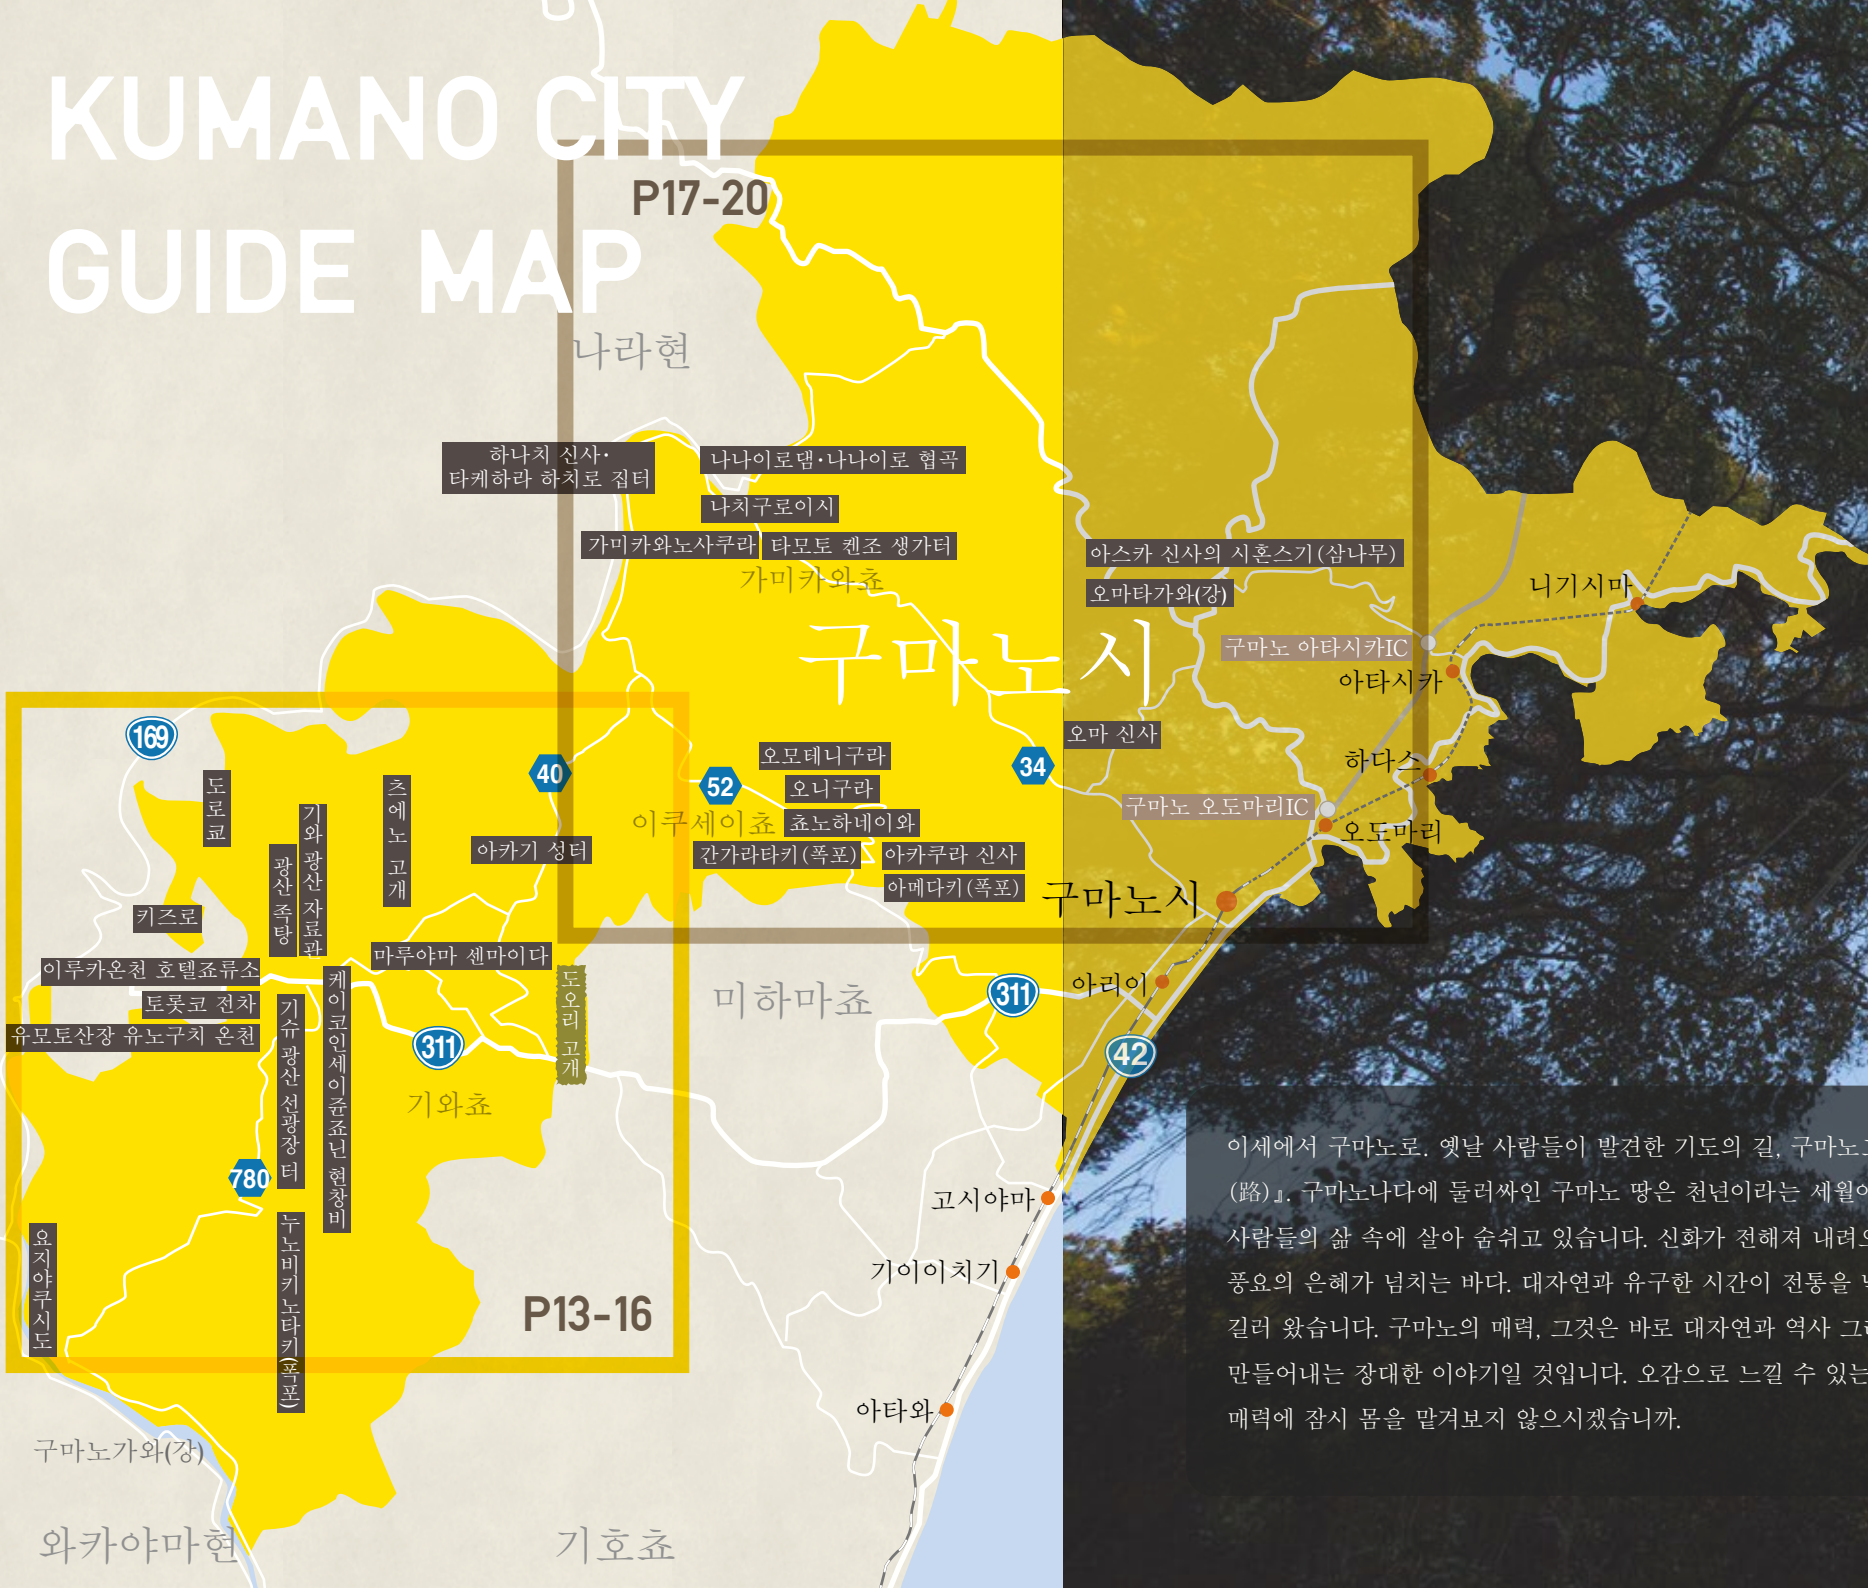 KUMANO CITY
GUIDE MAP
P17-20
나라현
하나치 신사·
타케하라 하치로 집터
나나이로댐·나나이로 협곡
나치구로이시
가미카와노사쿠라
타모토 켄조 생가터
가미카와쵸
아스카 신사의 시혼스기(삼나무)
오마타가와(강)
니기시마
구마노시
구마노 아타시카IC
아타시카
오마 신사
하다스
169
40
52
34
오모테니구라
오니구라
이쿠세이쵸
쵸노하네이와
구마노 오도마리IC
오도마리
간가라타키(폭포)
아카쿠라 신사
아메다키(폭포)
아카기 성터
구마노시
도로쿄
기와 광산 자료관
광산 족탕
츠에노 고개
키즈로
마루야마 센마이다
이루카온천 호텔죠류소
토롯코 전차
유모토산장 유노구치 온천
기슈 광산 선광장 터
케이코인세이쥰죠닌 현창비
도오리 고개
311
기와쵸
미하마쵸
311
아리이
42
780
요지야쿠시도
누노비키노타키(폭포)
P13-16
고시야마
기이이치기
아타와
구마노가와(강)
와카야마현
기호쵸
이세에서 구마노로. 옛날 사람들이 발견한 기도의 길, 구마노
(路)』. 구마노나다에 둘러싸인 구마노 땅은 천년이라는
사람들의 삶 속에 살아 숨쉬고 있습니다. 신화가 전해져
풍요의 은혜가 넘치는 바다. 대자연과 유구한 시간이 전통을
길러 왔습니다. 구마노의 매력, 그것은 바로 대자연과 역사
만들어내는 장대한 이야기일 것입니다. 오감으로 느낄 수 있는
매력에 잠시 몸을 맡겨보지 않으시겠습니까.